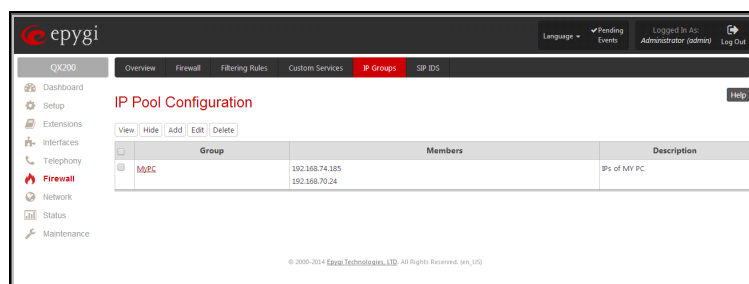 epygi
Language
✔Pending Events
Logged In As:
Administrator (admin)
Log Out
QX200
Overview Firewall Filtering Rules Custom Services IP Groups SIP IDS
Dashboard
Setup
Extensions
Interfaces
Telephony
Firewall
Network
Status
Maintenance
Help
IP Pool Configuration
View Hide Add Edit Delete
Group Members Description
MyPC 192.168.74.185 IPs of MY PC
192.168.70.24
© 2000-2014 Epygi Technologies, LTD. All Rights Reserved. (en_US)